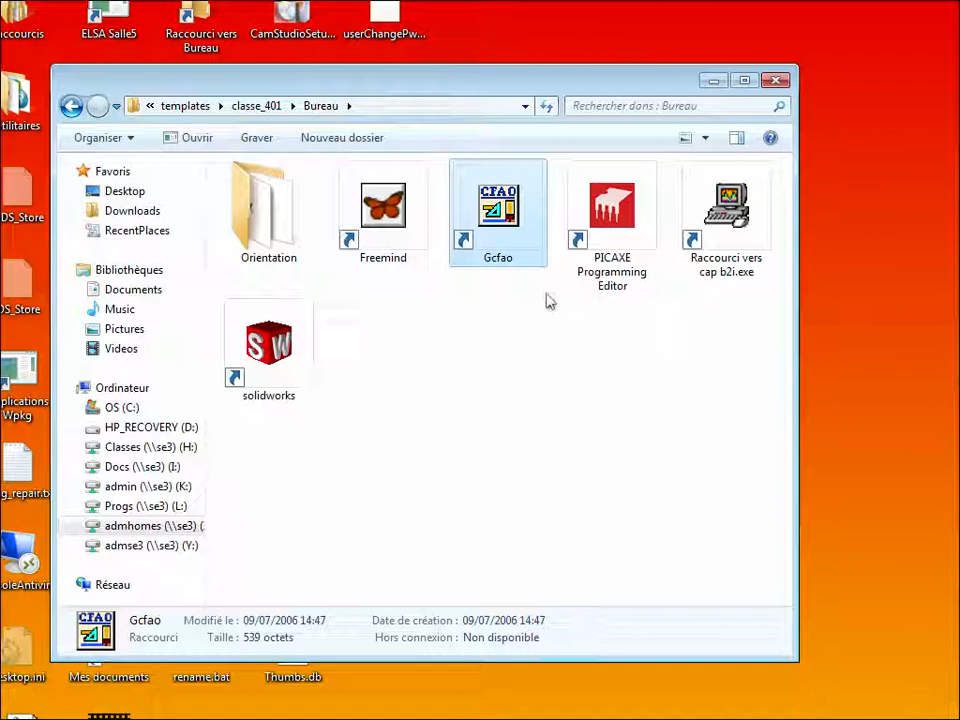 ccourcis
ELSA Salle5
Raccourci vers
Bureau
CamStudioSetu...
userChangePw...
« templates classe_401 Bureau
Rechercher dans : Bureau
Organiser
Ouvrir
Graver
Nouveau dossier
tilitaires
DS_Store
DS_Store
plications
Wpkg
g_repair.tx
oleAntivir
sktop.ini
Favoris
Desktop
Downloads
RecentPlaces
Bibliothèques
Documents
Music
Pictures
Videos
Ordinateur
OS (C:)
HP_RECOVERY (D:)
Classes (\\se3) (H:)
Docs (\\se3) (I:)
admin (\\se3) (K:)
Progs (\\se3) (L:)
admhomes (\\se3) (
admse3 (\\se3) (Y:)
Réseau
Orientation
Freemind
CFAO
Gcfao
PICAXE
Programming
Editor
Raccourci vers
cap b2i.exe
SW
solidworks
CFAO
Gcfao
Raccourci
Modifié le : 09/07/2006 14:47
Taille : 539 octets
Date de création : 09/07/2006 14:47
Hors connexion : Non disponible
Mes documents
rename.bat
Thumbs.db